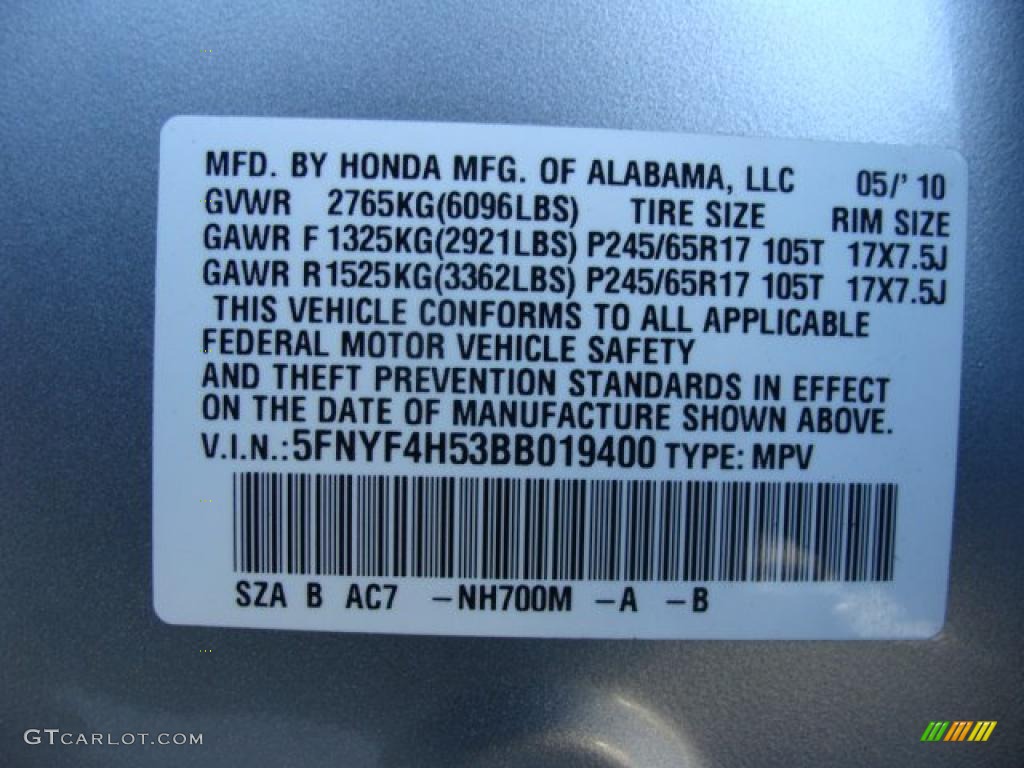 MFD. BY HONDA MFG. OF ALABAMA, LLC 05/' 10
GVWR 2765KG(6096LBS) TIRE SIZE RIM SIZE
GAWR F 1325KG(2921LBS) P245/65R17 105T 17X7.5J
GAWR R1525KG(3362LBS) P245/65R17 105T 17X7.5J
THIS VEHICLE CONFORMS TO ALL APPLICABLE
FEDERAL MOTOR VEHICLE SAFETY
AND THEFT PREVENTION STANDARDS IN EFFECT
ON THE DATE OF MANUFACTURE SHOWN ABOVE.
V.I.N.:5FNYF4H53BB019400 TYPE: MPV
SZA B AC7 -NH700M -A -B
GTCARLOT.COM